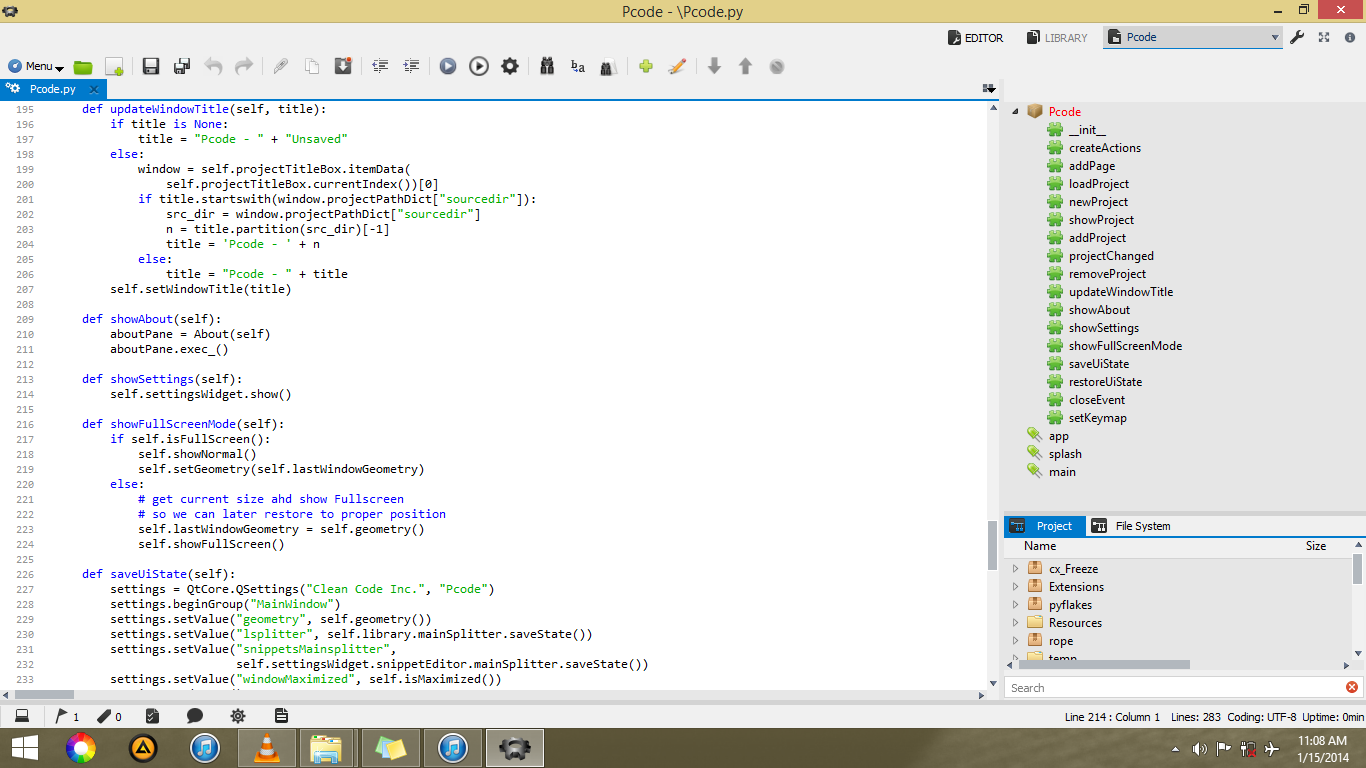 Pcode - \Pcode.py
EDITOR
LIBRARY
Pcode
Menu
Pcode.py
195 def updateWindowTitle(self, title):
196 if title is None:
197 title = "Pcode - " + "Unsaved"
198 else:
199 window = self.projectTitleBox.itemData(
200 self.projectTitleBox.currentIndex())[0]
201 if title.startswith(window.projectPathDict["sourcedir"]):
202 src_dir = window.projectPathDict["sourcedir"]
203 n = title.partition(src_dir)[-1]
204 title = 'Pcode - ' + n
205 else:
206 title = "Pcode - " + title
207 self.setWindowTitle(title)
208
209 def showAbout(self):
210 aboutPane = About(self)
211 aboutPane.exec_()
212
213 def showSettings(self):
214 self.settingsWidget.show()
215
216 def showFullScreenMode(self):
217 if self.isFullScreen():
218 self.showNormal()
219 self.setGeometry(self.lastWindowGeometry)
220 else:
221 # get current size ahd show Fullscreen
222 # so we can later restore to proper position
223 self.lastWindowGeometry = self.geometry()
224 self.showFullScreen()
225
226 def saveUiState(self):
227 settings = QtCore.QSettings("Clean Code Inc.", "Pcode")
228 settings.beginGroup("MainWindow")
229 settings.setValue("geometry", self.geometry())
230 settings.setValue("lsplitter", self.library.mainSplitter.saveState())
231 settings.setValue("snippetsMainsplitter",
232 self.settingsWidget.snippetEditor.mainSplitter.saveState())
233 settings.setValue("windowMaximized", self.isMaximized())
Pcode
__init__
createActions
addPage
loadProject
newProject
showProject
addProject
projectChanged
removeProject
updateWindowTitle
showAbout
showSettings
showFullScreenMode
saveUiState
restoreUiState
closeEvent
setKeymap
app
splash
main
Project
File System
Name Size
cx_Freeze
Extensions
pyflakes
Resources
rope
temp
Search
1
0
Line 214 : Column 1 Lines: 283 Coding: UTF-8 Uptime: 0min
11:08 AM
1/15/2014